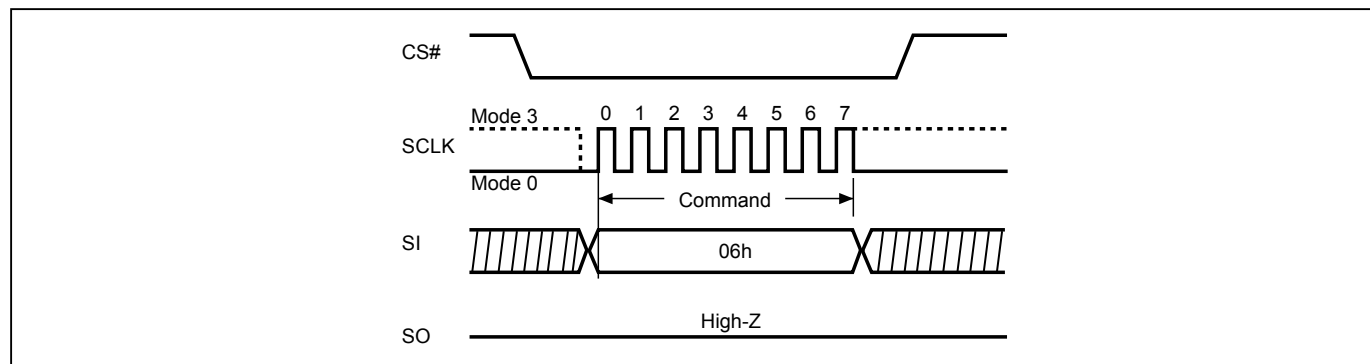 CS#
Mode 3
0 1 2 3 4 5 6 7
SCLK
Mode 0
Command
SI
06h
High-Z
SO